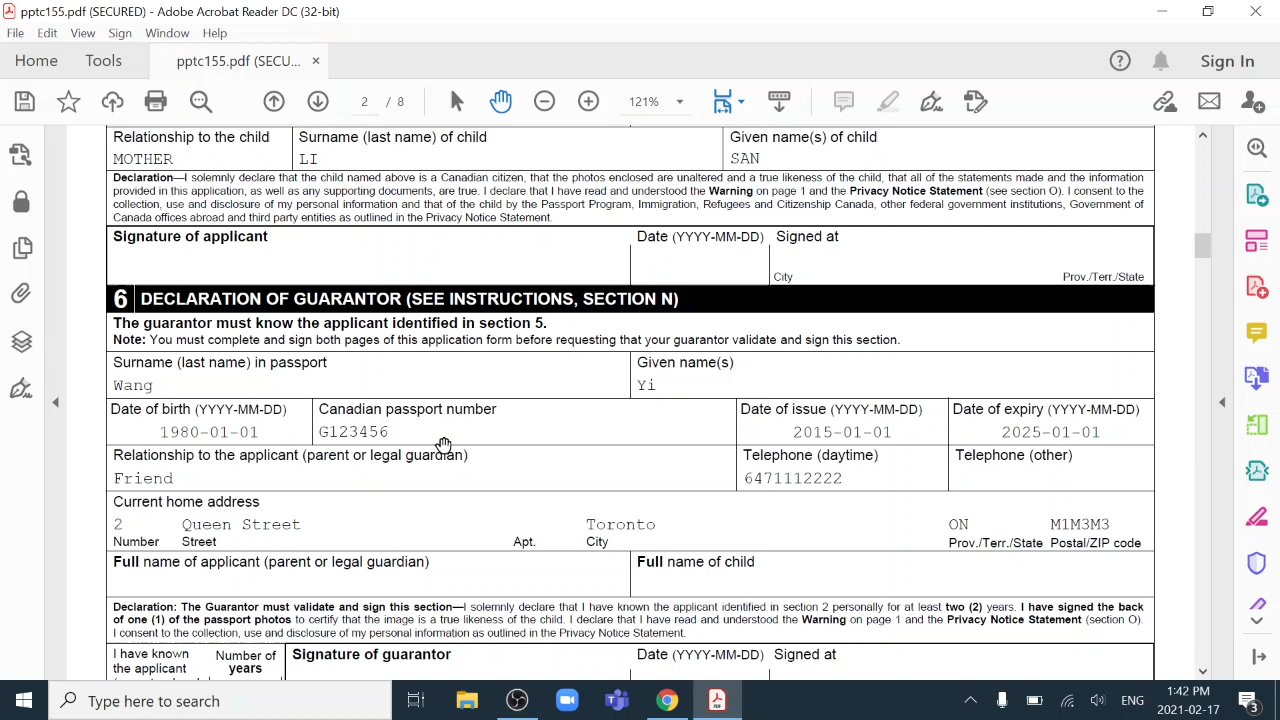 pptc155.pdf (SECURED) - Adobe Acrobat Reader DC (32-bit)
File Edit View Sign Window Help
Home Tools pptc155.pdf (SECU... × Sign In
2 / 8 121%
Relationship to the child Surname (last name) of child Given name(s) of child
MOTHER LI SAN
Declaration—I solemnly declare that the child named above is a Canadian citizen, that the photos enclosed are unaltered and a true likeness of the child, that all of the statements made and the information
provided in this application, as well as any supporting documents, are true. I declare that I have read and understood the Warning on page 1 and the Privacy Notice Statement (see section O). I consent to the
collection, use and disclosure of my personal information and that of the child by the Passport Program, Immigration, Refugees and Citizenship Canada, other federal government institutions, Government of
Canada offices abroad and third party entities as outlined in the Privacy Notice Statement.
Signature of applicant Date (YYYY-MM-DD) Signed at
City Prov./Terr./State
6 DECLARATION OF GUARANTOR (SEE INSTRUCTIONS, SECTION N)
The guarantor must know the applicant identified in section 5.
Note: You must complete and sign both pages of this application form before requesting that your guarantor validate and sign this section.
Surname (last name) in passport Given name(s)
Wang Yi
Date of birth (YYYY-MM-DD) Canadian passport number Date of issue (YYYY-MM-DD) Date of expiry (YYYY-MM-DD)
1980-01-01 G123456 2015-01-01 2025-01-01
Relationship to the applicant (parent or legal guardian) Telephone (daytime) Telephone (other)
Friend 6471112222
Current home address
2 Queen Street Toronto ON M1M3M3
Number Street Apt. City Prov./Terr./State Postal/ZIP code
Full name of applicant (parent or legal guardian) Full name of child
Declaration: The Guarantor must validate and sign this section—I solemnly declare that I have known the applicant identified in section 2 personally for at least two (2) years. I have signed the back
of one (1) of the passport photos to certify that the image is a true likeness of the child. I declare that I have read and understood the Warning on page 1 and the Privacy Notice Statement (section O).
I consent to the collection, use and disclosure of my personal information as outlined in the Privacy Notice Statement.
I have known Number of Signature of guarantor Date (YYYY-MM-DD) Signed at
the applicant years
Type here to search ENG 1:42 PM
2021-02-17 3